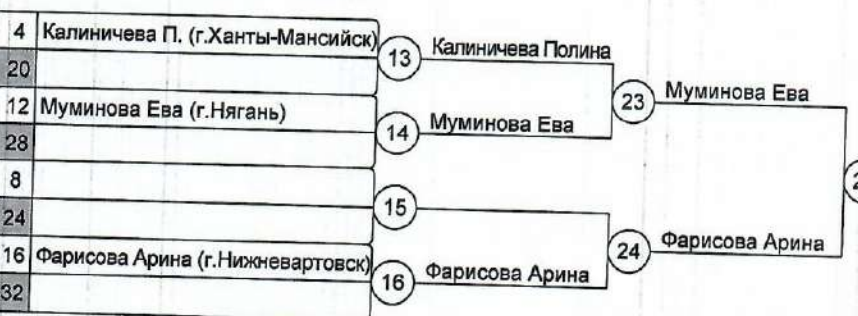 4 Калиничева П. (г.Ханты-Мансийск)
20
12 Муминова Ева (г.Нягань)
28
8
24
16 Фарисова Арина (г.Нижневартовск)
32
13 Калиничева Полина
14 Муминова Ева
15
16 Фарисова Арина
23 Муминова Ева
24 Фарисова Арина